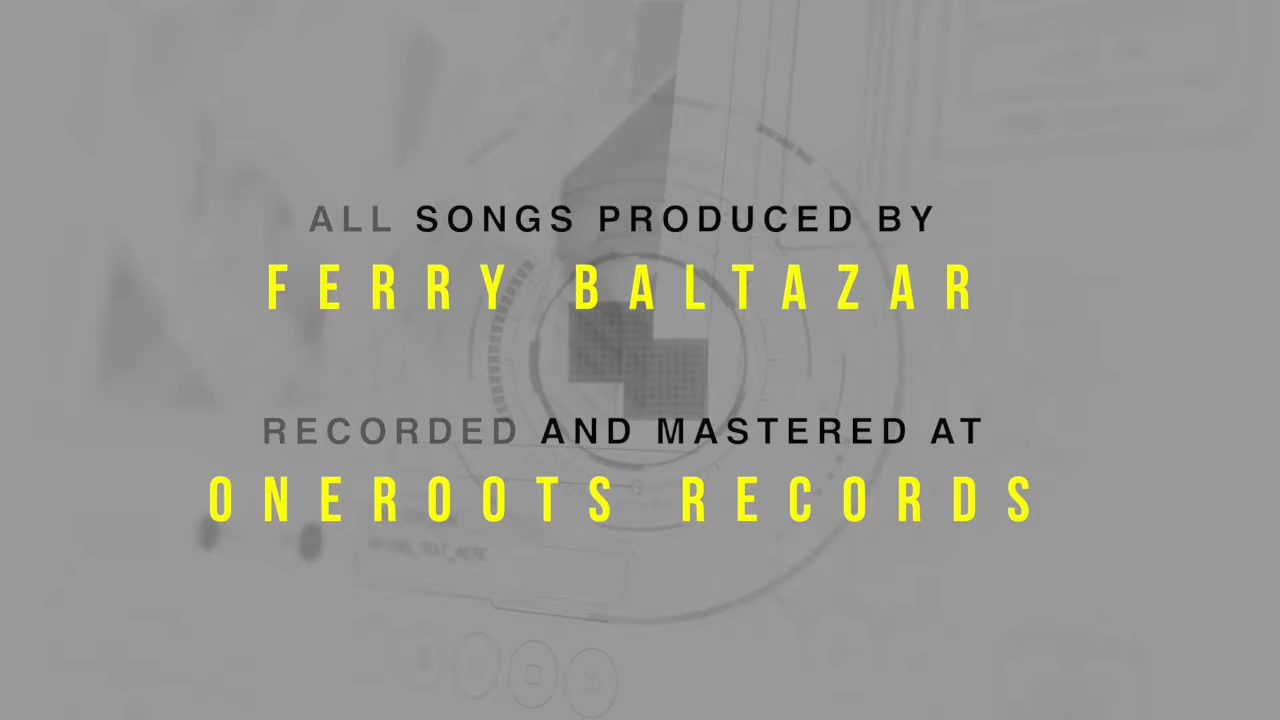 ALL SONGS PRODUCED BY
FERRY BALTAZAR
RECORDED AND MASTERED AT
ONEROOTS RECORDS